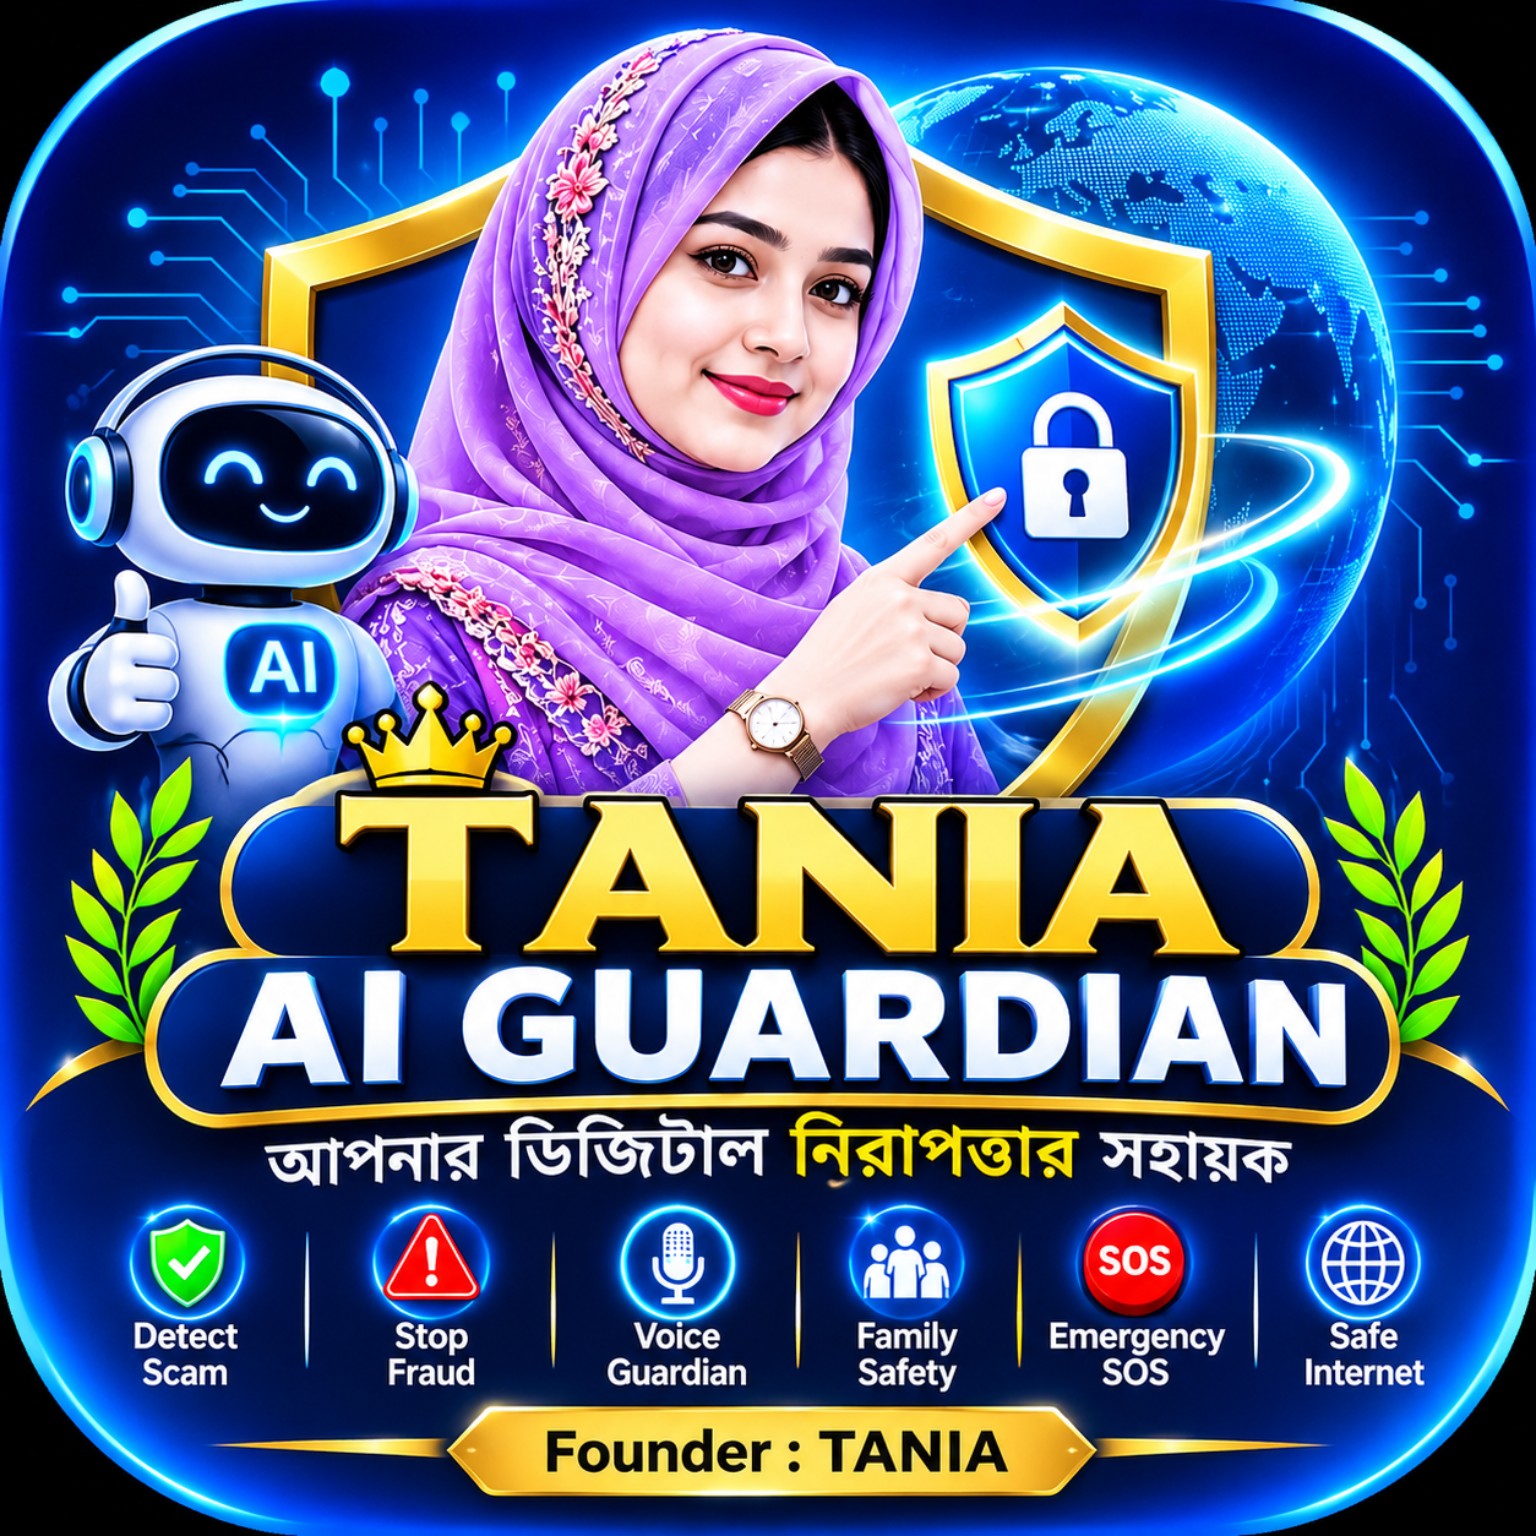 AI
TANIA
AI GUARDIAN
আপনার ডিজিটাল নিরাপত্তার সহায়ক
Detect
Scam
Stop
Fraud
Voice
Guardian
Family
Safety
SOS
Emergency
SOS
Safe
Internet
Founder : TANIA